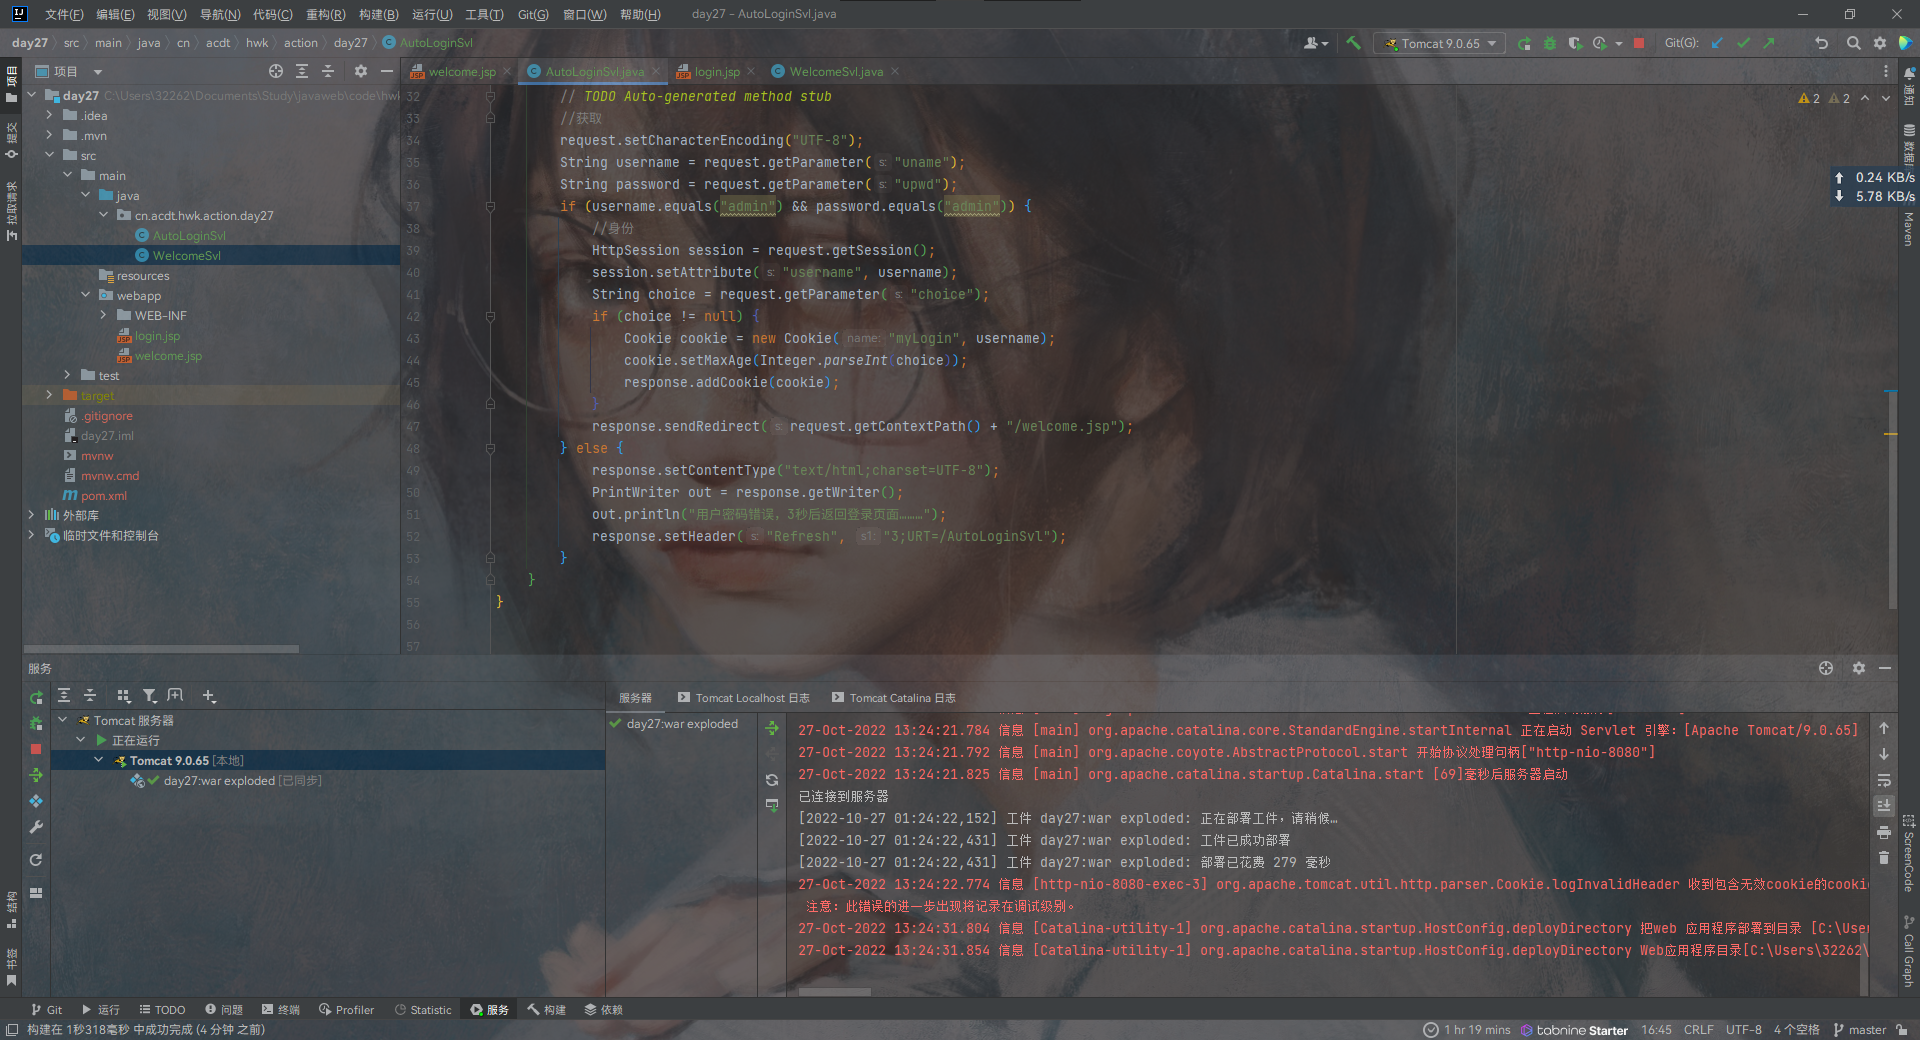 文件(F) 编辑(E) 视图(V) 导航(N) 代码(C) 重构(R) 构建(B) 运行(U) 工具(T) Git(G) 窗口(W) 帮助(H) day27 - AutoLoginSvl.java
day27 src main java cn acdt hwk action day27 AutoLoginSvl
Tomcat 9.0.65 Git(G):
项目
welcome.jsp AutoLoginSvl.java login.jsp WelcomeSvl.java
项目
提交
拉取请求
day27 C:\Users\32262\Documents\Study\javaweb\code\hwk
.idea
.mvn
src
main
java
cn.acdt.hwk.action.day27
AutoLoginSvl
WelcomeSvl
resources
webapp
WEB-INF
login.jsp
welcome.jsp
test
target
.gitignore
day27.iml
mvnw
mvnw.cmd
pom.xml
外部库
临时文件和控制台
2 2
32 // TODO Auto-generated method stub
33 //获取
34 request.setCharacterEncoding("UTF-8");
35 String username = request.getParameter( s: "uname");
36 String password = request.getParameter( s: "upwd");
37 if (username.equals("admin") && password.equals("admin")) {
38 //身份
39 HttpSession session = request.getSession();
40 session.setAttribute( s: "username", username);
41 String choice = request.getParameter( s: "choice");
42 if (choice != null) {
43 Cookie cookie = new Cookie( name: "myLogin", username);
44 cookie.setMaxAge(Integer.parseInt(choice));
45 response.addCookie(cookie);
46 }
47 response.sendRedirect( s: request.getContextPath() + "/welcome.jsp");
48 } else {
49 response.setContentType("text/html;charset=UTF-8");
50 PrintWriter out = response.getWriter();
51 out.println("用户密码错误，3秒后返回登录页面………");
52 response.setHeader( s: "Refresh", s1: "3;URT=/AutoLoginSvl");
53 }
54 }
55 }
56
57
通知
数据库
0.24 KB/s
5.78 KB/s
Maven
服务
Tomcat 服务器
正在运行
Tomcat 9.0.65 [本地]
day27:war exploded [已同步]
服务器 Tomcat Localhost 日志 Tomcat Catalina 日志
day27:war exploded
27-Oct-2022 13:24:21.784 信息 [main] org.apache.catalina.core.StandardEngine.startInternal 正在启动 Servlet 引擎：[Apache Tomcat/9.0.65]
27-Oct-2022 13:24:21.792 信息 [main] org.apache.coyote.AbstractProtocol.start 开始协议处理句柄["http-nio-8080"]
27-Oct-2022 13:24:21.825 信息 [main] org.apache.catalina.startup.Catalina.start [69]毫秒后服务器启动
已连接到服务器
[2022-10-27 01:24:22,152] 工件 day27:war exploded: 正在部署工件，请稍候…
[2022-10-27 01:24:22,431] 工件 day27:war exploded: 工件已成功部署
[2022-10-27 01:24:22,431] 工件 day27:war exploded: 部署已花费 279 毫秒
27-Oct-2022 13:24:22.774 信息 [http-nio-8080-exec-3] org.apache.tomcat.util.http.parser.Cookie.logInvalidHeader 收到包含无效cookie的cooki
注意: 此错误的进一步出现将记录在调试级别。
27-Oct-2022 13:24:31.804 信息 [Catalina-utility-1] org.apache.catalina.startup.HostConfig.deployDirectory 把web 应用程序部署到目录 [C:\User
27-Oct-2022 13:24:31.854 信息 [Catalina-utility-1] org.apache.catalina.startup.HostConfig.deployDirectory Web应用程序目录[C:\Users\32262\
ScreenCode
Call Graph
结构
书签
Git 运行 TODO 问题 终端 Profiler Statistic 服务 构建 依赖
构建在 1秒318毫秒 中成功完成 (4 分钟 之前)
1 hr 19 mins tabnine Starter 16:45 CRLF UTF-8 4 个空格 master